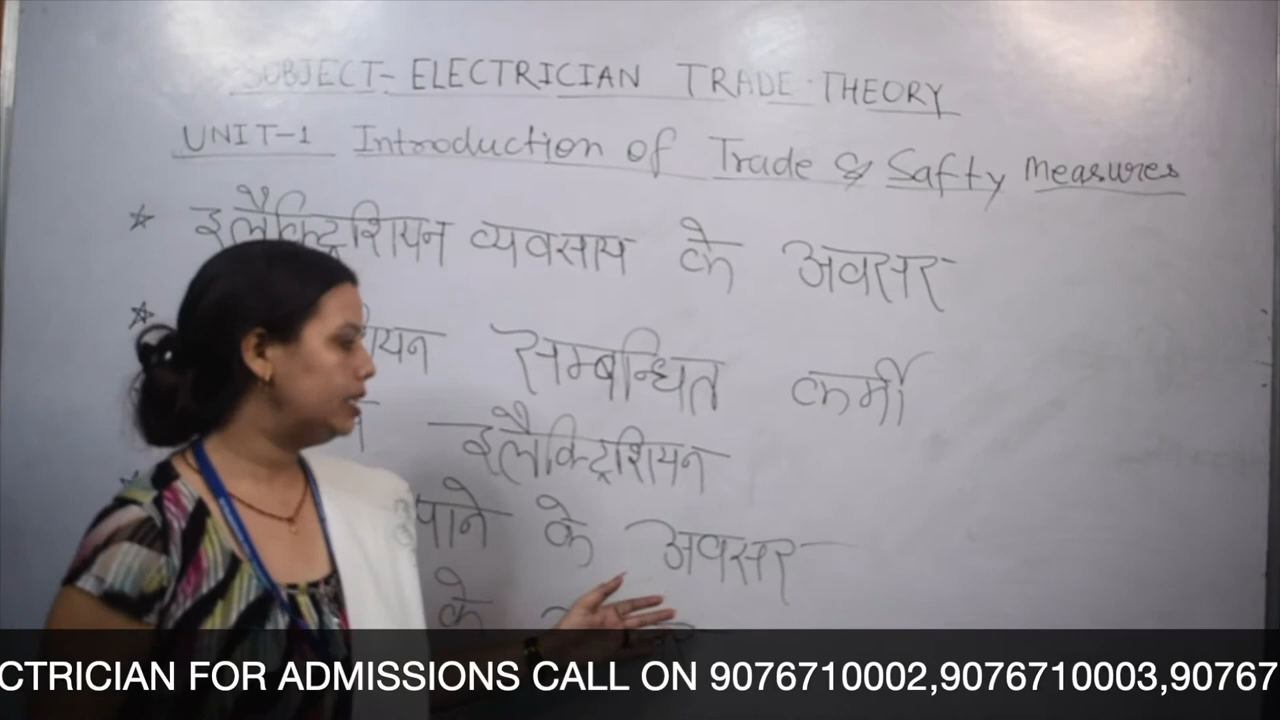 SUBJECT- ELECTRICIAN TRADE THEORY
UNIT-1 Introduction of Trade & Safty Measures
इलैक्ट्रिशियन व्यवसाय के अवसर
सम्बन्धित कर्मी
इलैक्ट्रिशियन
पाने के अवसर
के
CTRICIAN FOR ADMISSIONS CALL ON 9076710002,9076710003,90767